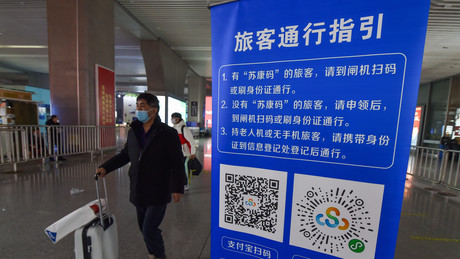 旅客通行指引
1. 有“苏康码”的旅客，请到闸机扫码
或刷身份证通行。
2. 没有“苏康码”的旅客，请申领后，
到闸机扫码或刷身份证通行。
3. 持老人机或无手机旅客，请携带身份
证到信息登记处登记后通行。
支付宝扫码